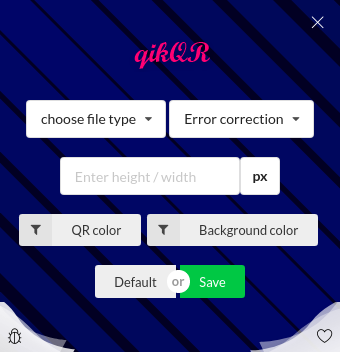 qikQR
choose file type Error correction
Enter height / width px
QR color Background color
Default or Save